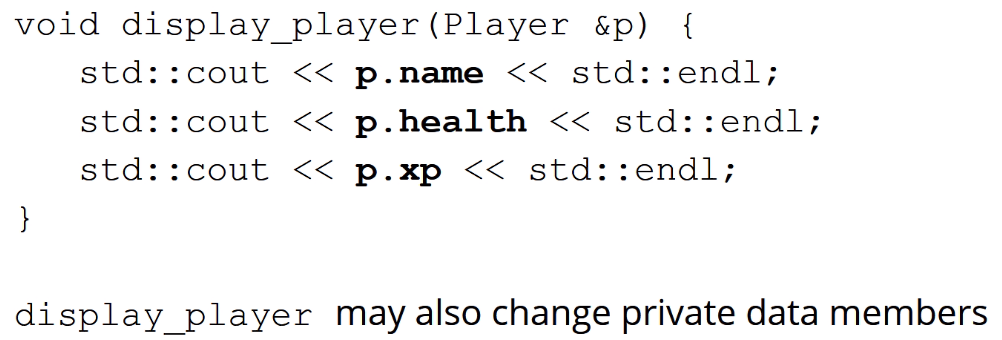 void display_player(Player &p) {
std::cout << p.name << std::endl;
std::cout << p.health << std::endl;
std::cout << p.xp << std::endl;
}
display_player may also change private data members